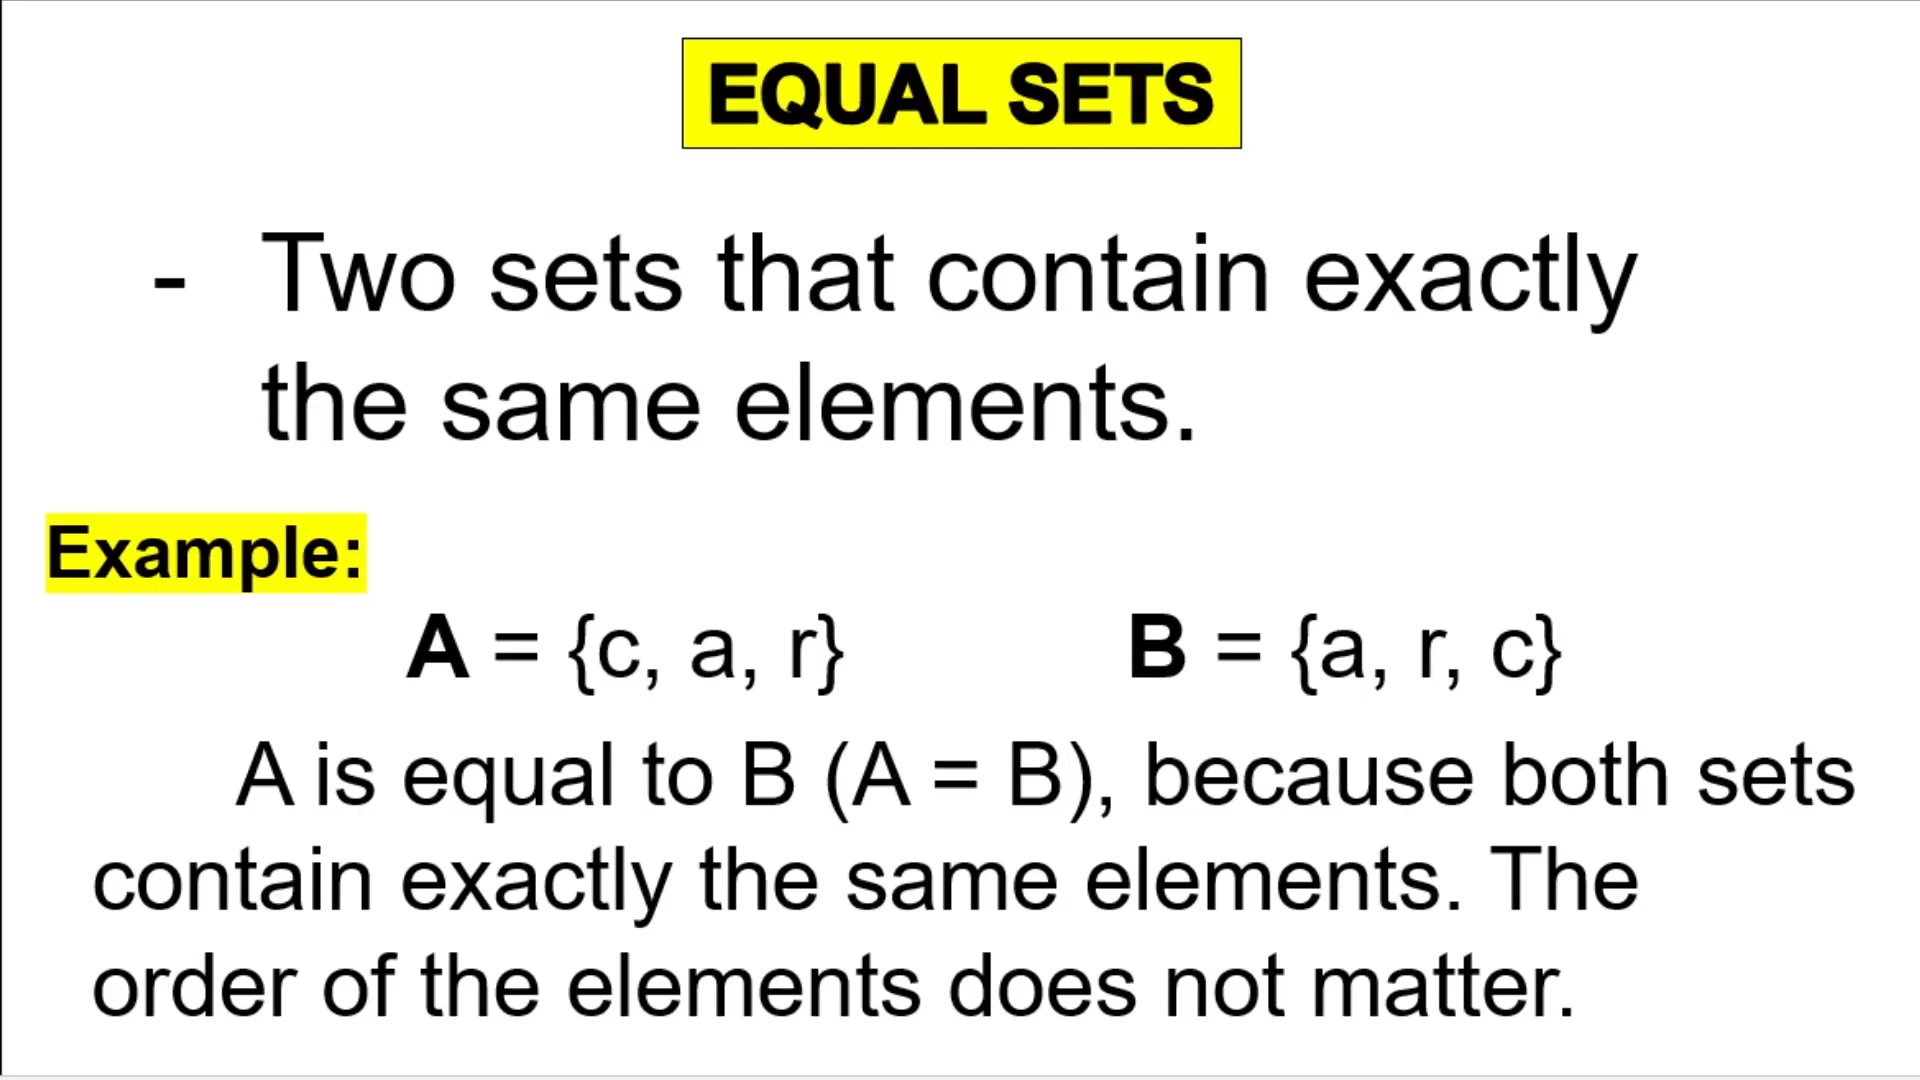 EQUAL SETS
- Two sets that contain exactly
the same elements.
Example:
A = {c, a, r} B = {a, r, c}
A is equal to B (A = B), because both sets
contain exactly the same elements. The
order of the elements does not matter.